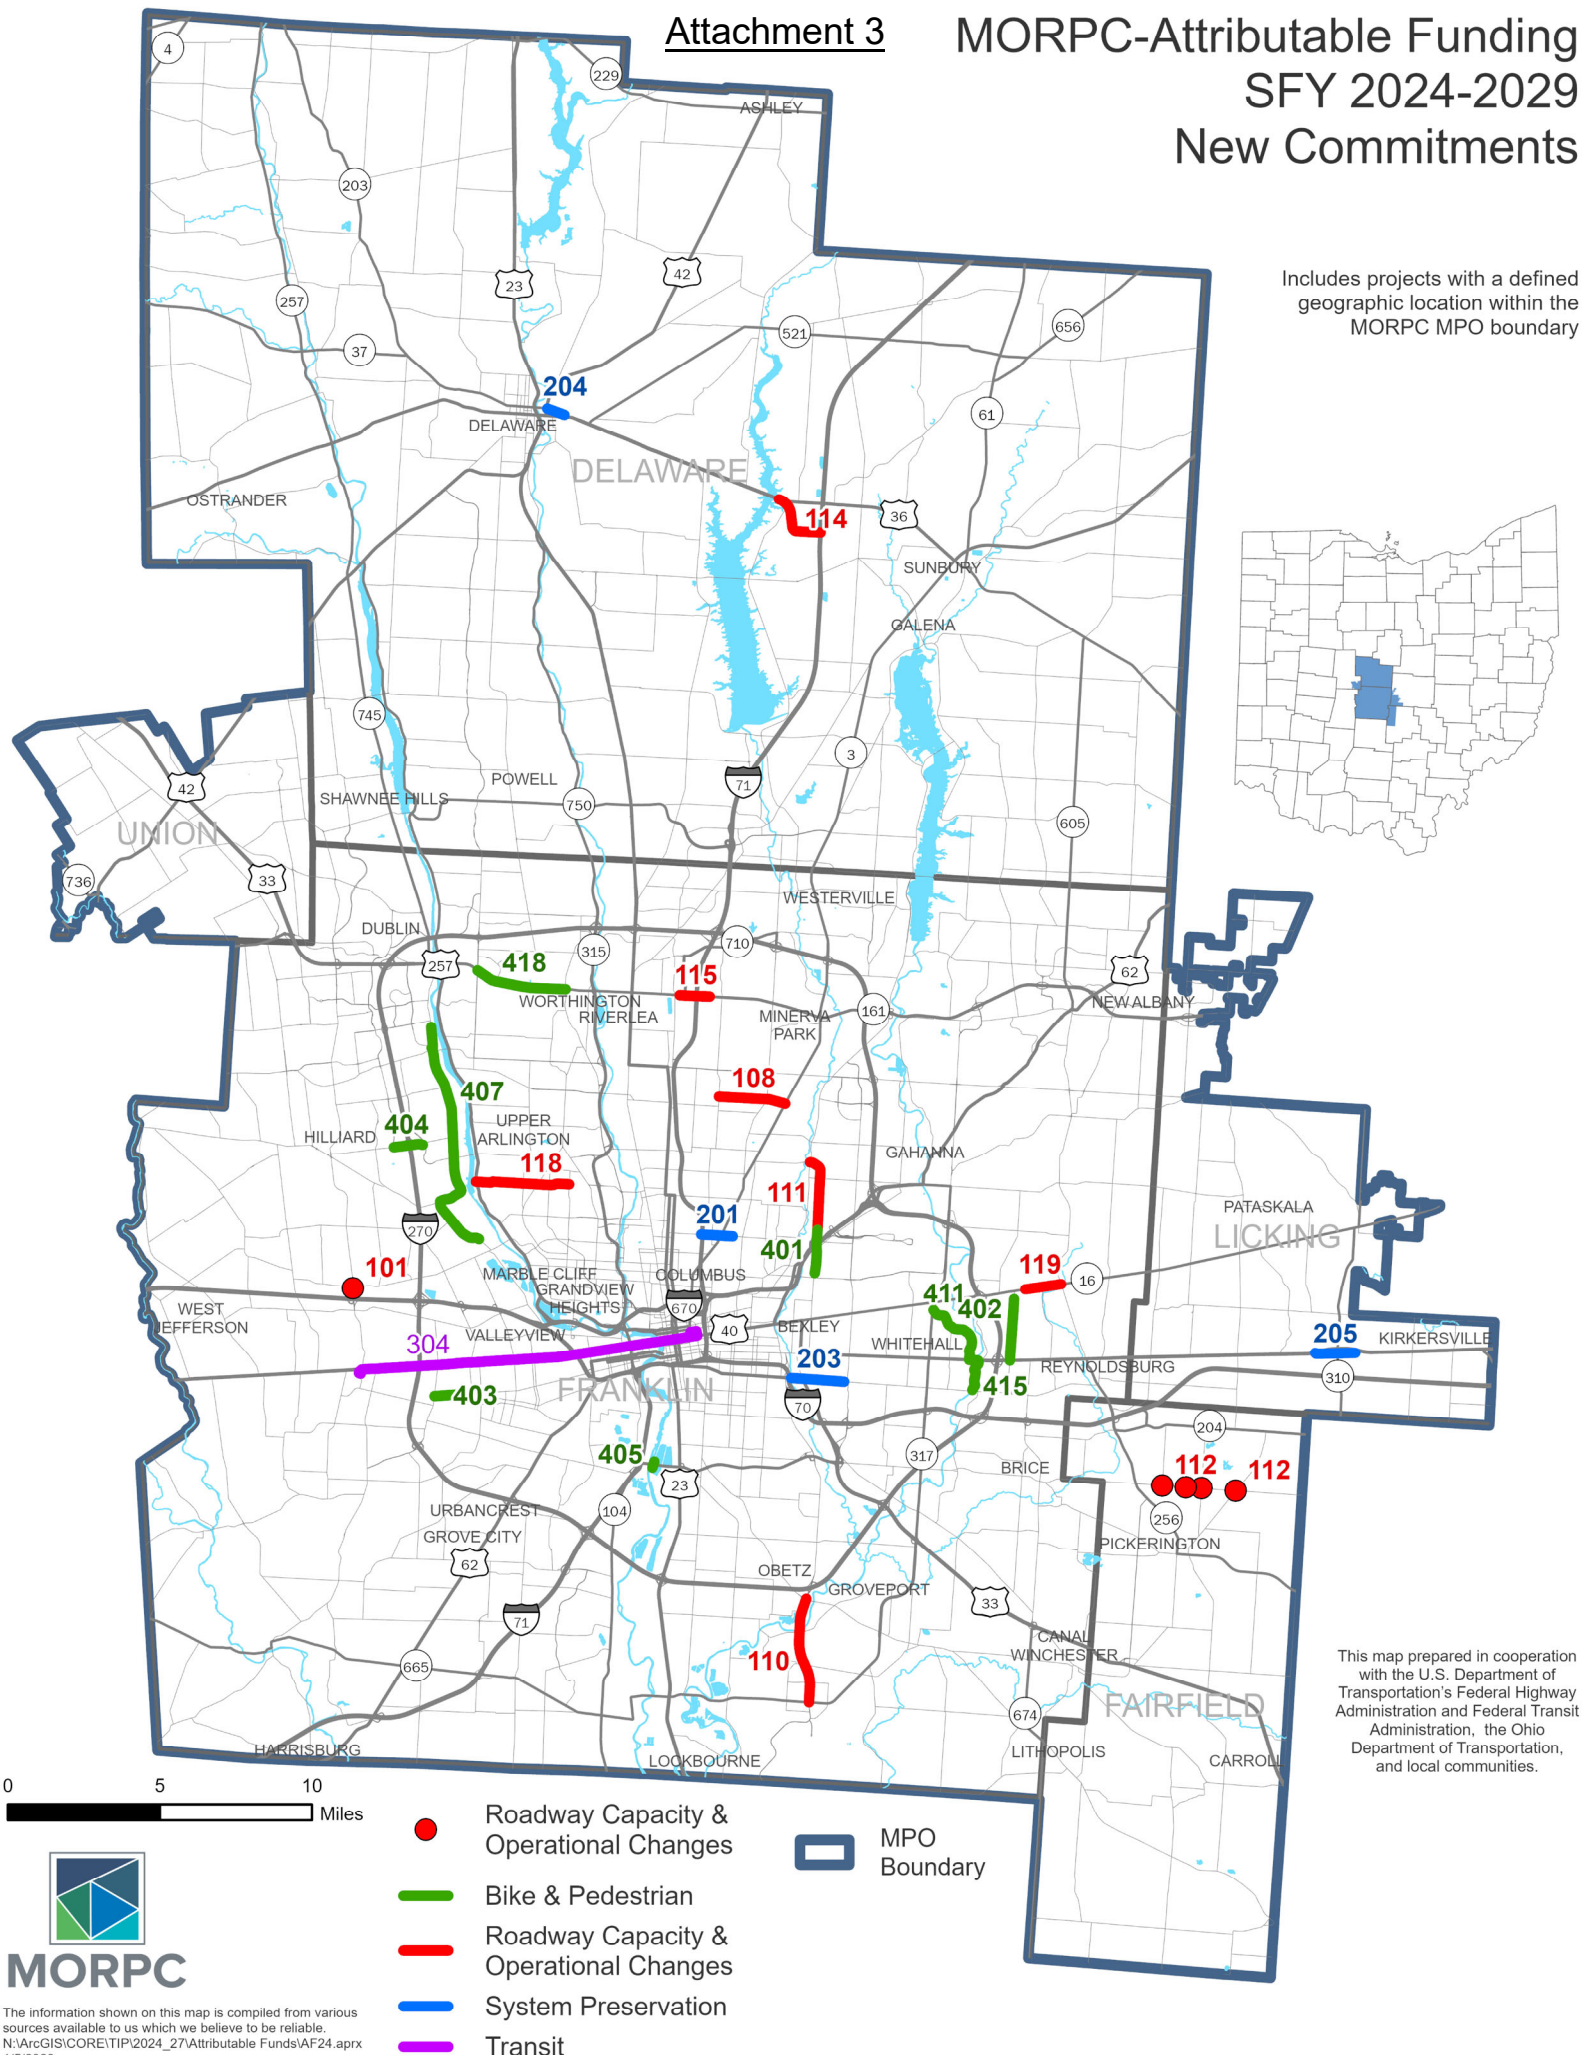 Attachment 3
MORPC-Attributable Funding
SFY 2024-2029
New Commitments
Includes projects with a defined
geographic location within the
MORPC MPO boundary
4
229
ASHLEY
203
23
42
257
521
656
37
204
61
DELAWARE
DELAWARE
OSTRANDER
114
36
SUNBURY
GALENA
745
3
71
POWELL
SHAWNEE HILLS
750
42
UNION
605
736
33
WESTERVILLE
DUBLIN
315
710
257
418
115
62
WORTHINGTON
RIVERLEA
NEW ALBANY
MINERVA
PARK
161
108
407
404
UPPER
ARLINGTON
HILLIARD
118
GAHANNA
111
PATASKALA
LICKING
201
270
401
101
119
16
MARBLE CLIFF
COLUMBUS
GRANDVIEW
HEIGHTS
411
402
670
WEST
JEFFERSON
40
BEXLEY
VALLEYVIEW
304
WHITEHALL
205
KIRKERSVILLE
203
REYNOLDSBURG
310
FRANKLIN
403
415
70
204
405
317
BRICE
112
112
23
URBANCREST
104
256
GROVE CITY
PICKERINGTON
62
OBETZ
GROVEPORT
33
71
CANAL
WINCHESTER
110
665
FAIRFIELD
674
HARRISBURG
LOCKBOURNE
LITHOPOLIS
CARROLL
This map prepared in cooperation
with the U.S. Department of
Transportation's Federal Highway
Administration and Federal Transit
Administration, the Ohio
Department of Transportation,
and local communities.
0 5 10
Miles
Roadway Capacity &
Operational Changes
MPO
Boundary
Bike & Pedestrian
Roadway Capacity &
Operational Changes
System Preservation
Transit
MORPC
The information shown on this map is compiled from various
sources available to us which we believe to be reliable.
N:\ArcGIS\CORE\TIP\2024_27\Attributable Funds\AF24.aprx